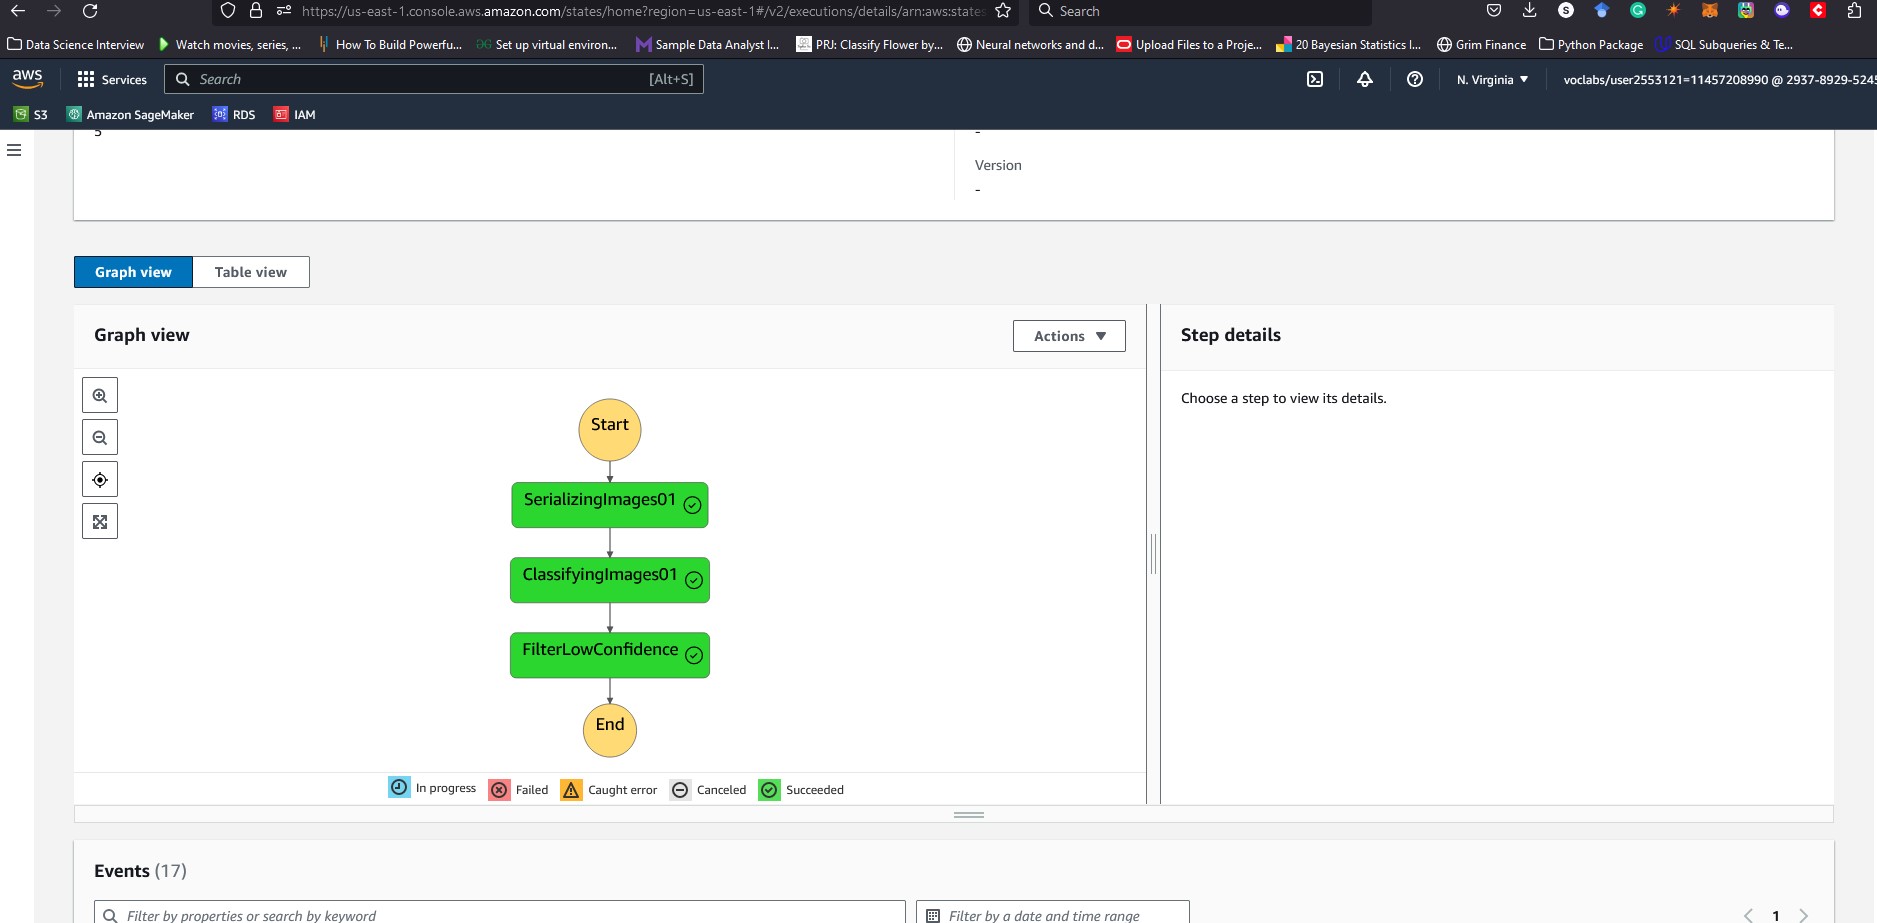 https://us-east-1.console.aws.amazon.com/states/home?region=us-east-1#/v2/executions/details/arn:aws:states
Search
Data Science Interview
Watch movies, series, ...
How To Build Powerfu...
Set up virtual environ...
Sample Data Analyst I...
PRJ: Classify Flower by...
Neural networks and d...
Upload Files to a Proje...
20 Bayesian Statistics I...
Grim Finance
Python Package
SQL Subqueries & Te...
aws
Services
Search
[Alt+S]
N. Virginia
voclabs/user2553121=11457208990 @ 2937-8929-5245
S3
Amazon SageMaker
RDS
IAM
5
-
Version
-
Graph view
Table view
Graph view
Actions
Step details
Choose a step to view its details.
Start
SerializingImages01
ClassifyingImages01
FilterLowConfidence
End
In progress
Failed
Caught error
Canceled
Succeeded
Events (17)
Filter by properties or search by keyword
Filter by a date and time range
1